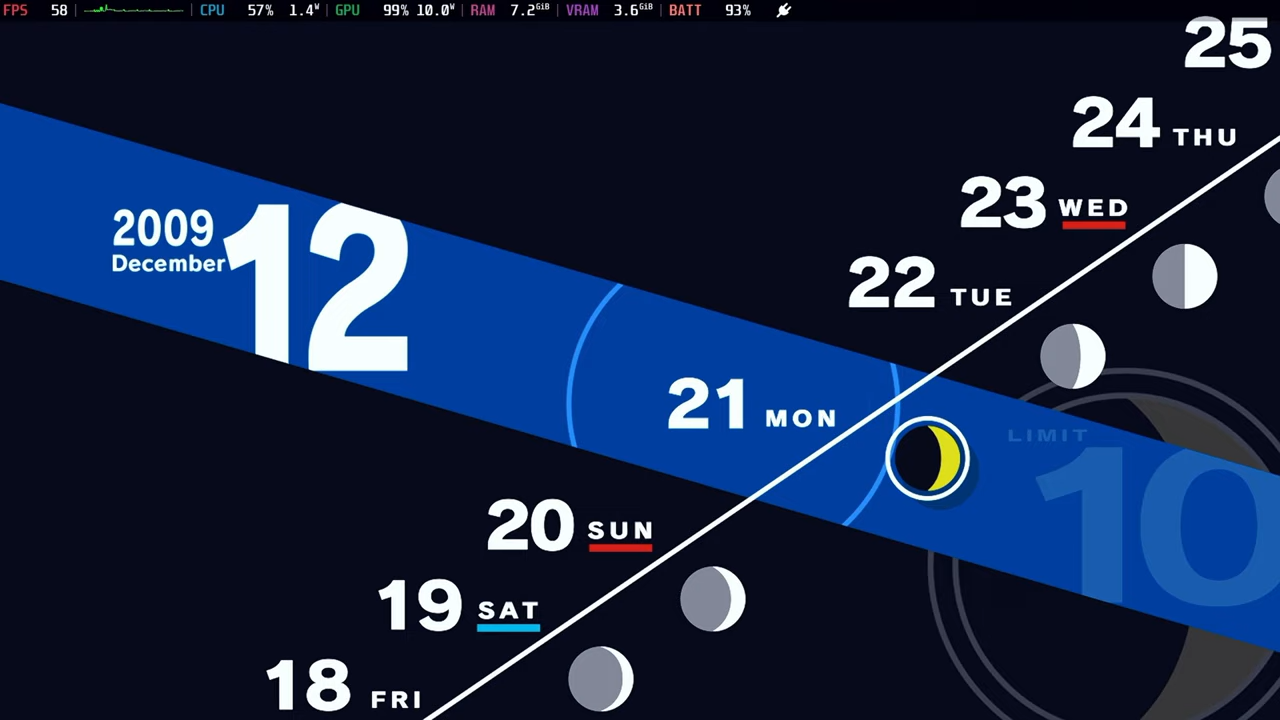 FPS 58 | CPU 57% 1.4W | GPU 99% 10.0W | RAM 7.2GiB | VRAM 3.6GiB | BATT 93%
25
24 THU
23 WED
2009
December
12
22 TUE
21 MON
LIMIT
10
20 SUN
19 SAT
18 FRI